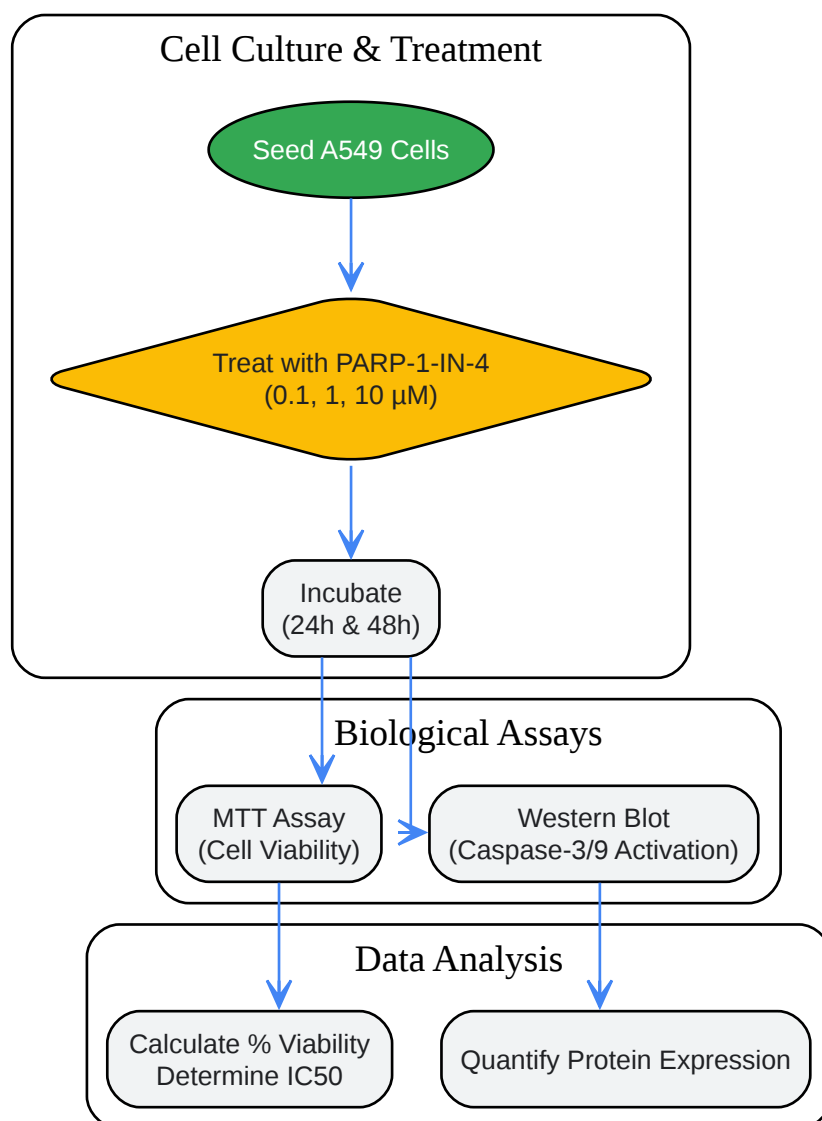 Cell Culture & Treatment
Seed A549 Cells
Treat with PARP-1-IN-4
(0.1, 1, 10 µM)
Incubate
(24h & 48h)
Biological Assays
MTT Assay
(Cell Viability)
Western Blot
(Caspase-3/9 Activation)
Data Analysis
Calculate % Viability
Determine IC50
Quantify Protein Expression